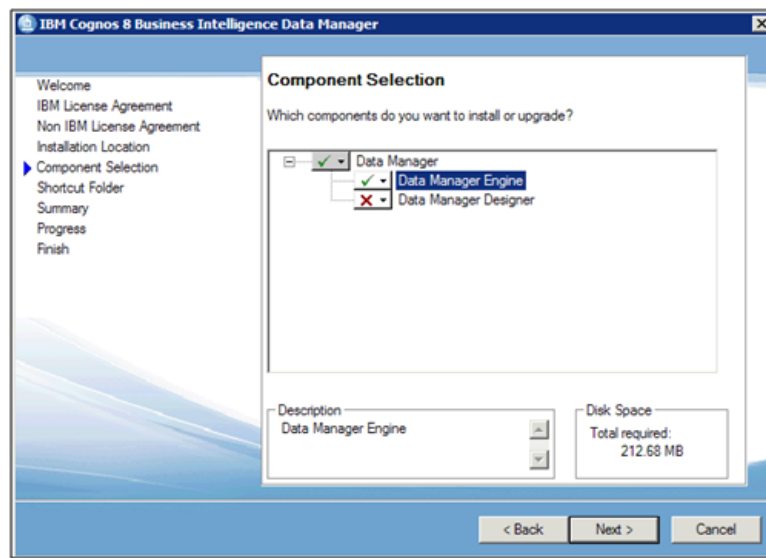 IBM Cognos 8 Business Intelligence Data Manager
Welcome
IBM License Agreement
Non IBM License Agreement
Installation Location
Component Selection
Shortcut Folder
Summary
Progress
Finish
Component Selection
Which components do you want to install or upgrade?
Data Manager
Data Manager Engine
Data Manager Designer
Description
Data Manager Engine
Disk Space
Total required:
212.68 MB
< Back
Next >
Cancel